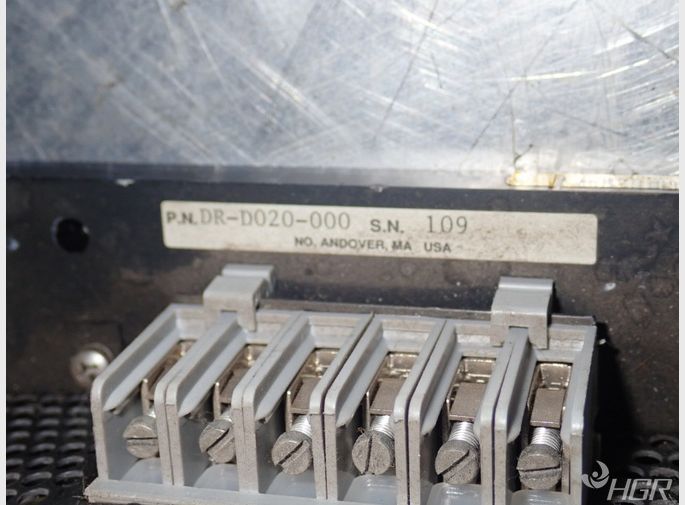 P.N. DR-D020-000 S.N. 109
NO. ANDOVER, MA USA
HGR